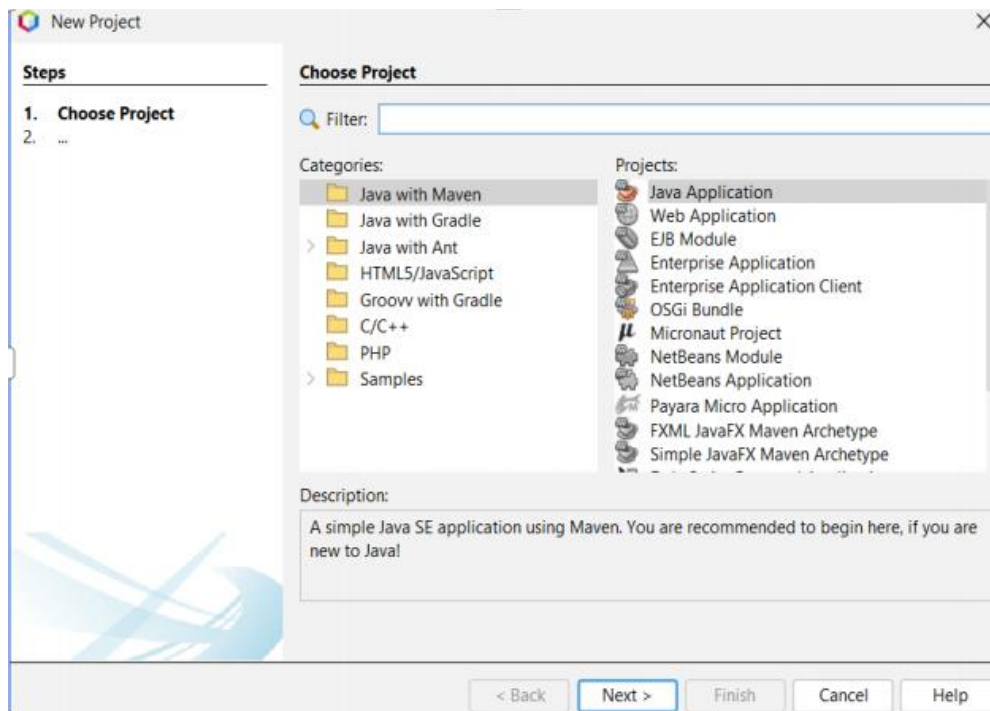 New Project
Steps
1. Choose Project
2. ...
Choose Project
Filter:
Categories:
Java with Maven
Java with Gradle
Java with Ant
HTML5/JavaScript
Groovv with Gradle
C/C++
PHP
Samples
Projects:
Java Application
Web Application
EJB Module
Enterprise Application
Enterprise Application Client
OSGi Bundle
Micronaut Project
NetBeans Module
NetBeans Application
Payara Micro Application
FXML JavaFX Maven Archetype
Simple JavaFX Maven Archetype
Description:
A simple Java SE application using Maven. You are recommended to begin here, if you are
new to Java!
< Back Next > Finish Cancel Help